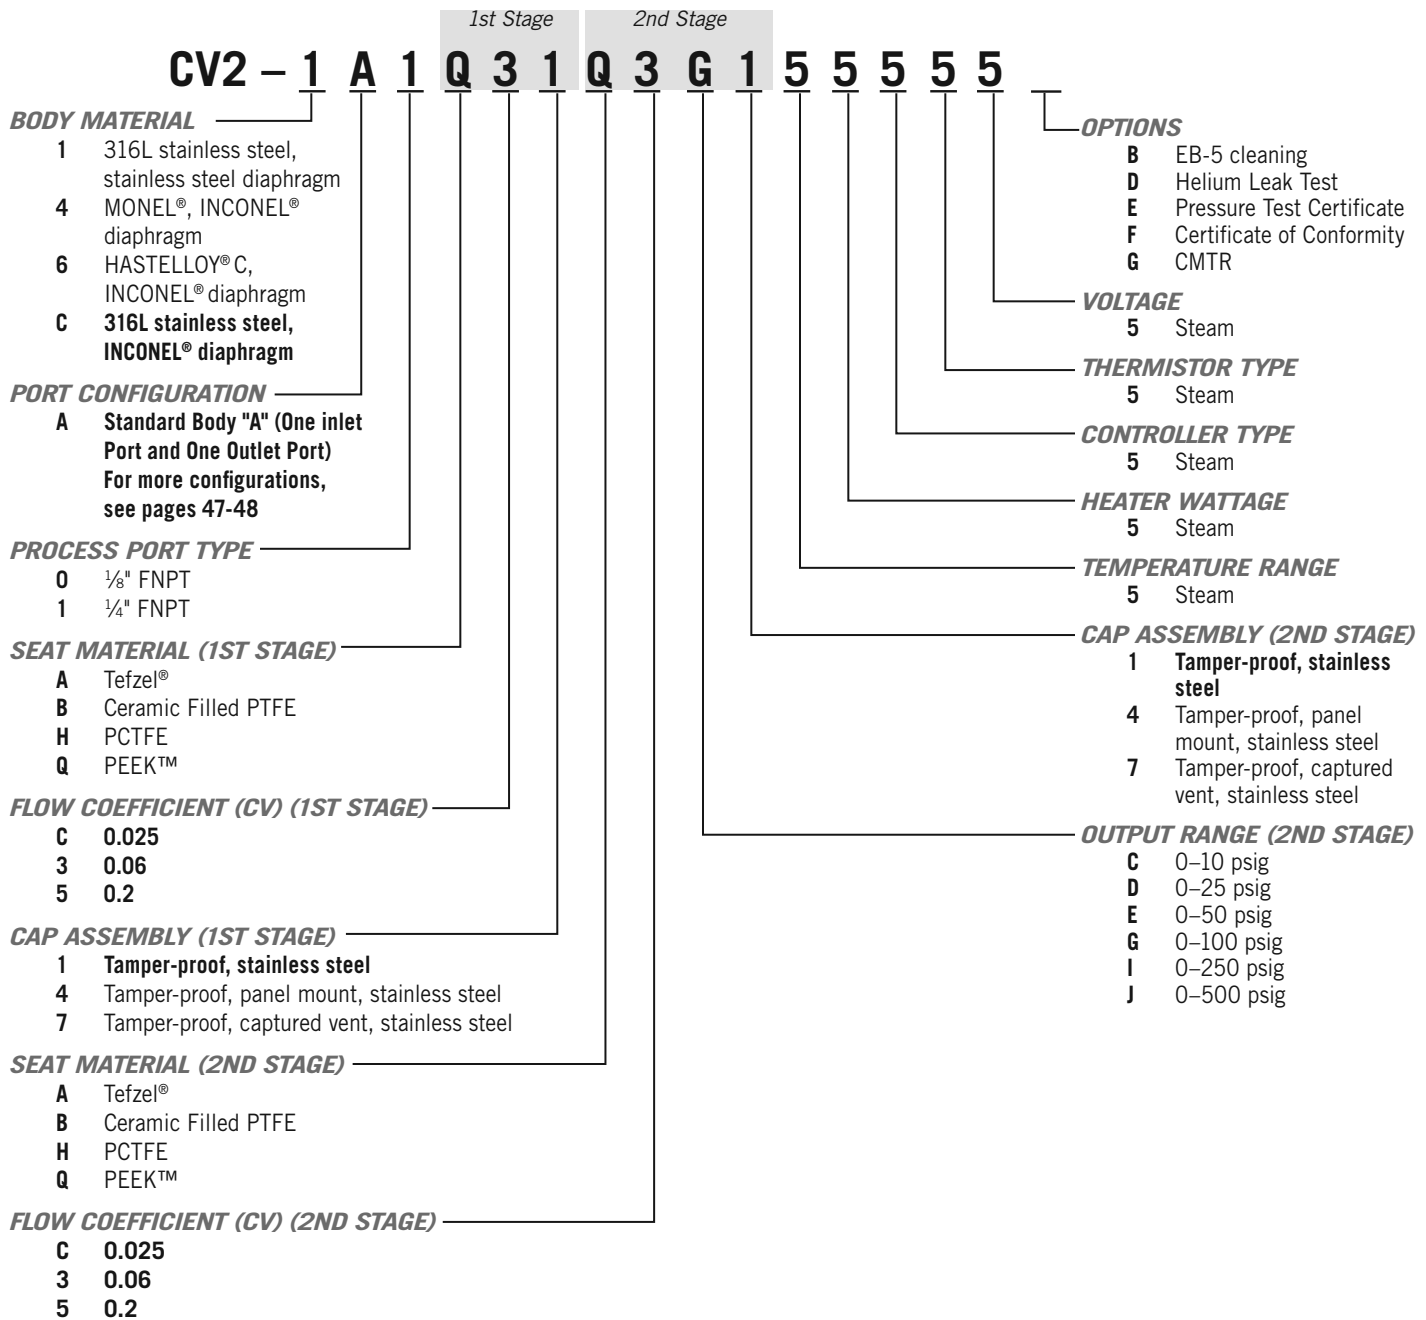 1st Stage 2nd Stage
CV2 – 1 A 1 Q 3 1 Q 3 G 1 5 5 5 5 5 _
BODY MATERIAL
1 316L stainless steel,
stainless steel diaphragm
4 MONEL®, INCONEL®
diaphragm
6 HASTELLOY® C,
INCONEL® diaphragm
C 316L stainless steel,
INCONEL® diaphragm
PORT CONFIGURATION
A Standard Body "A" (One inlet
Port and One Outlet Port)
For more configurations,
see pages 47-48
PROCESS PORT TYPE
0 ⅛" FNPT
1 ¼" FNPT
SEAT MATERIAL (1ST STAGE)
A Tefzel®
B Ceramic Filled PTFE
H PCTFE
Q PEEK™
FLOW COEFFICIENT (CV) (1ST STAGE)
C 0.025
3 0.06
5 0.2
CAP ASSEMBLY (1ST STAGE)
1 Tamper-proof, stainless steel
4 Tamper-proof, panel mount, stainless steel
7 Tamper-proof, captured vent, stainless steel
SEAT MATERIAL (2ND STAGE)
A Tefzel®
B Ceramic Filled PTFE
H PCTFE
Q PEEK™
FLOW COEFFICIENT (CV) (2ND STAGE)
C 0.025
3 0.06
5 0.2
OPTIONS
B EB-5 cleaning
D Helium Leak Test
E Pressure Test Certificate
F Certificate of Conformity
G CMTR
VOLTAGE
5 Steam
THERMISTOR TYPE
5 Steam
CONTROLLER TYPE
5 Steam
HEATER WATTAGE
5 Steam
TEMPERATURE RANGE
5 Steam
CAP ASSEMBLY (2ND STAGE)
1 Tamper-proof, stainless
steel
4 Tamper-proof, panel
mount, stainless steel
7 Tamper-proof, captured
vent, stainless steel
OUTPUT RANGE (2ND STAGE)
C 0–10 psig
D 0–25 psig
E 0–50 psig
G 0–100 psig
I 0–250 psig
J 0–500 psig